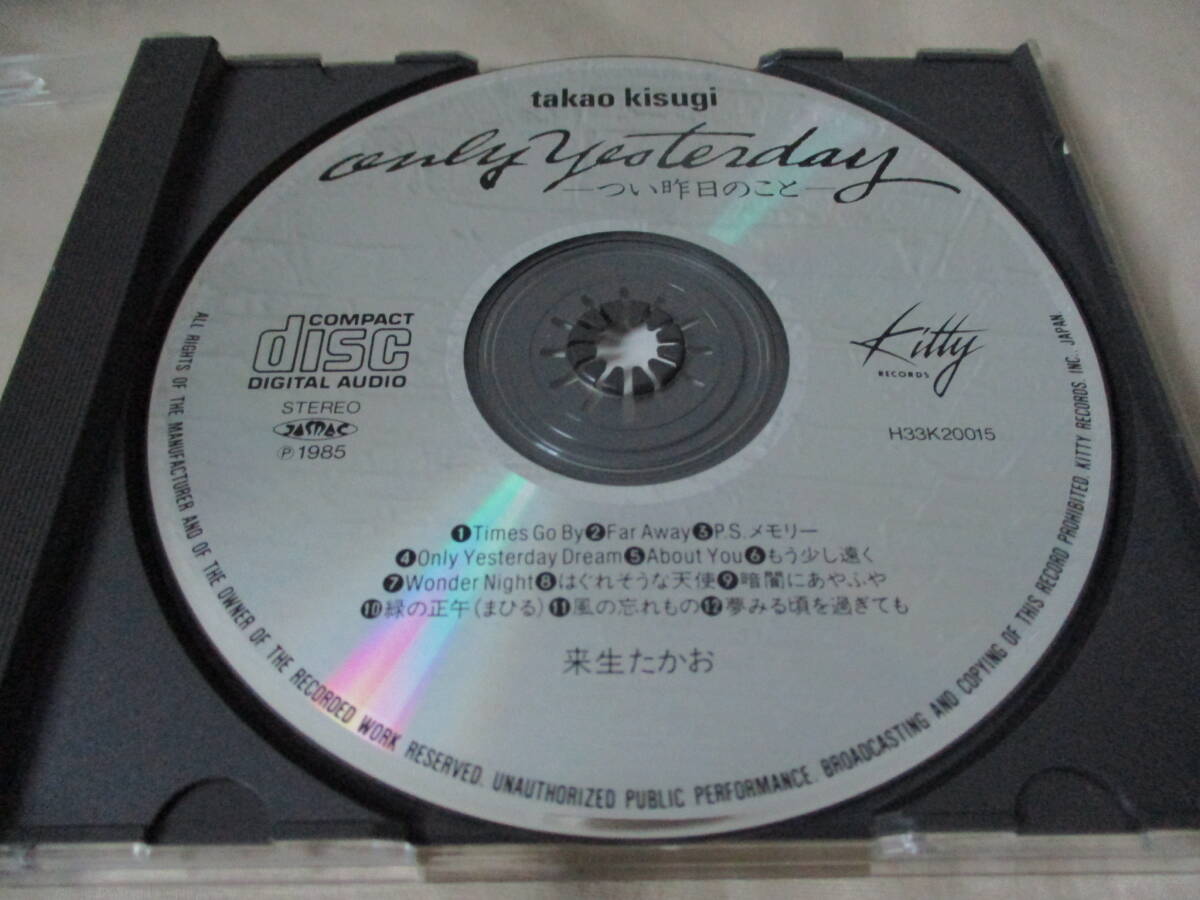 takao kisugi
only yesterday
—つい昨日のこと—
COMPACT
disc
DIGITAL AUDIO
STEREO
JASRAC
Ⓟ1985
Kitty
RECORDS
H33K20015
❶Times Go By❷Far Away❸P.S.メモリー
❹Only Yesterday Dream❺About You❻もう少し遠く
❼Wonder Night❽はぐれそうな天使❾暗闇にあやふや
❿緑の正午(まひる)⓫風の忘れもの⓬夢みる頃を過ぎても
来生たかお
ALL RIGHTS OF THE MANUFACTURER AND OF THE OWNER OF THE RECORDED WORK RESERVED. UNAUTHORIZED PUBLIC PERFORMANCE. BROADCASTING AND COPYING OF THIS RECORD PROHIBITED. KITTY RECORDS. INC. JAPAN.